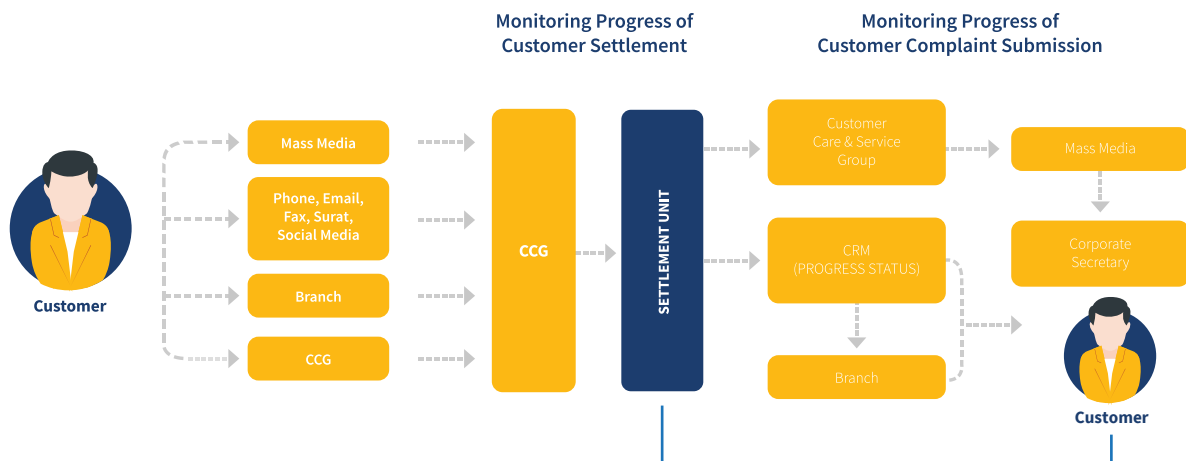 Monitoring Progress of
Customer Settlement
Monitoring Progress of
Customer Complaint Submission
Customer
Mass Media
Phone, Email,
Fax, Surat,
Social Media
Branch
CCG
CCG
SETTLEMENT UNIT
Customer
Care & Service
Group
CRM
(PROGRESS STATUS)
Branch
Mass Media
Corporate
Secretary
Customer